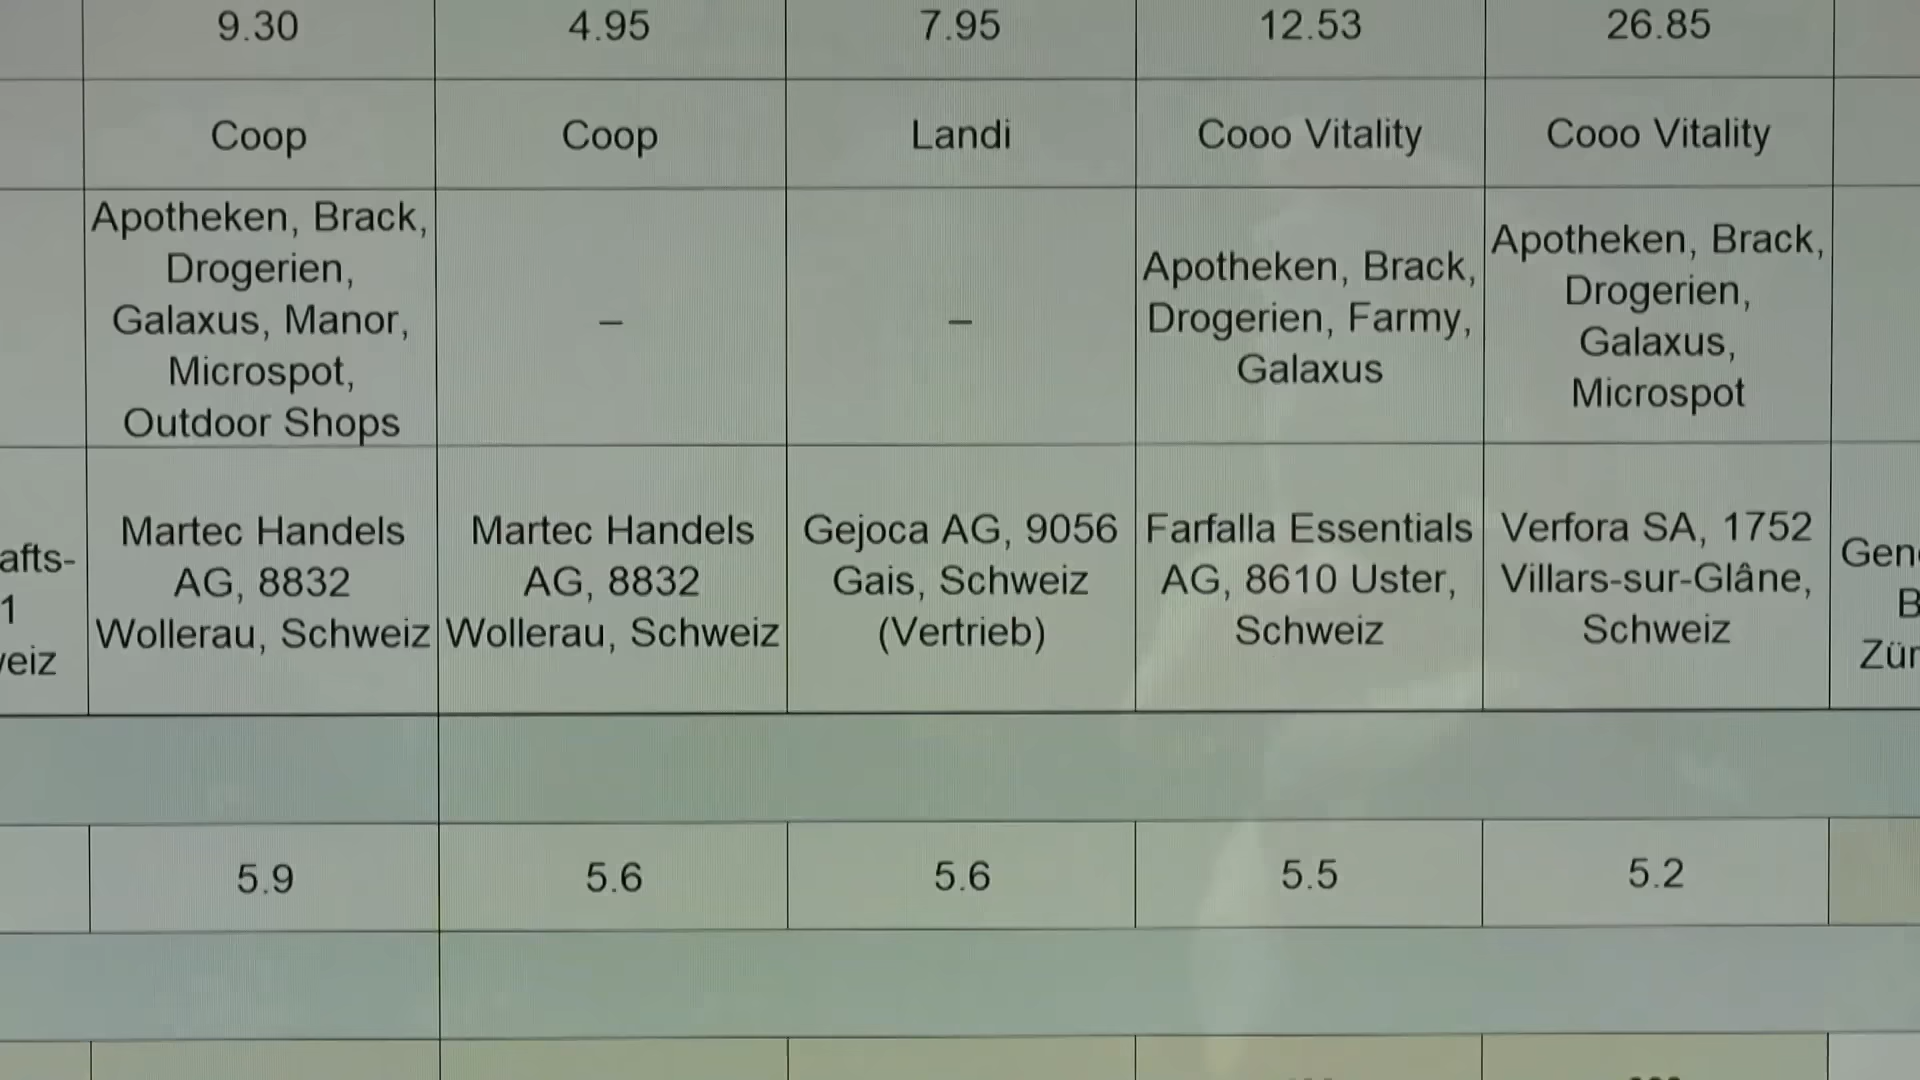 9.30 4.95 7.95 12.53 26.85
Coop Coop Landi Cooo Vitality Cooo Vitality
Apotheken, Brack,
Drogerien,
Galaxus, Manor,
Microspot,
Outdoor Shops
–
–
Apotheken, Brack,
Drogerien, Farmy,
Galaxus
Apotheken, Brack,
Drogerien,
Galaxus,
Microspot
afts-
1
Martec Handels
AG, 8832
Wollerau, Schweiz
Martec Handels
AG, 8832
Wollerau, Schweiz
Gejoca AG, 9056
Gais, Schweiz
(Vertrieb)
Farfalla Essentials
AG, 8610 Uster,
Schweiz
Verfora SA, 1752
Villars-sur-Glâne,
Schweiz
5.9 5.6 5.6 5.5 5.2